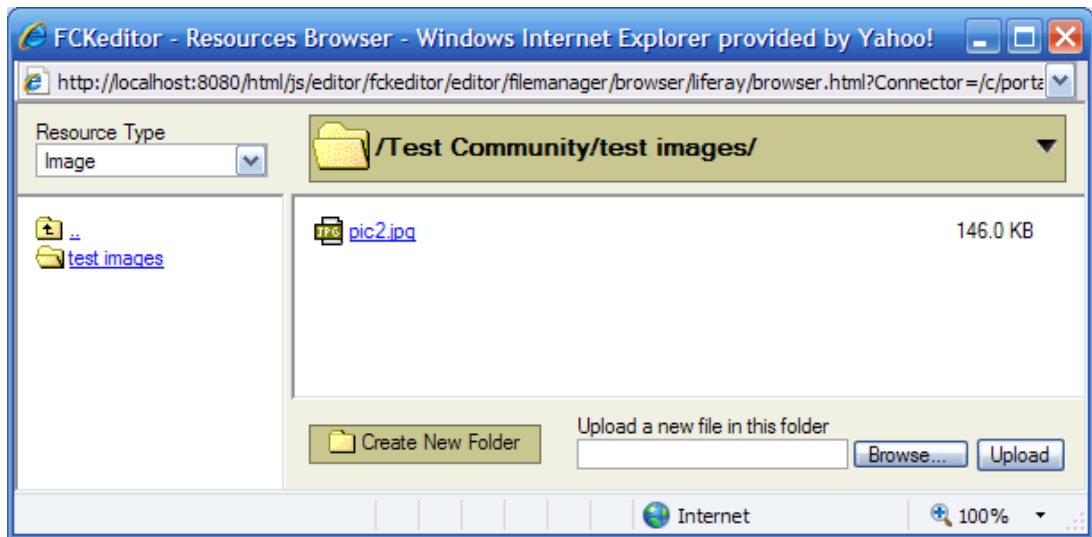 FCKeditor - Resources Browser - Windows Internet Explorer provided by Yahoo!
http://localhost:8080/html/js/editor/fckeditor/editor/filemanager/browser/liferay/browser.html?Connector=/c/porta
Resource Type
Image
/Test Community/test images/
..
test images
JPG pic2.jpg 146.0 KB
Create New Folder
Upload a new file in this folder
Browse... Upload
Internet 100%